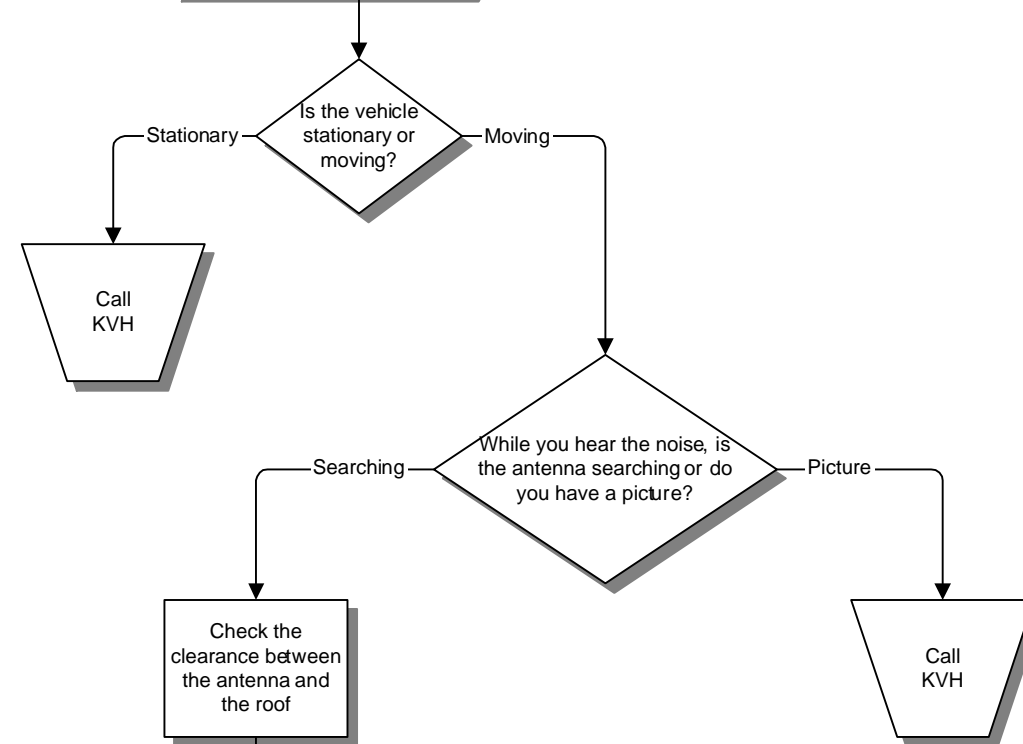 Is the vehicle
stationary or
moving?
Stationary
Moving
Call
KVH
While you hear the noise, is
the antenna searching or do
you have a picture?
Searching
Picture
Check the
clearance between
the antenna and
the roof
Call
KVH